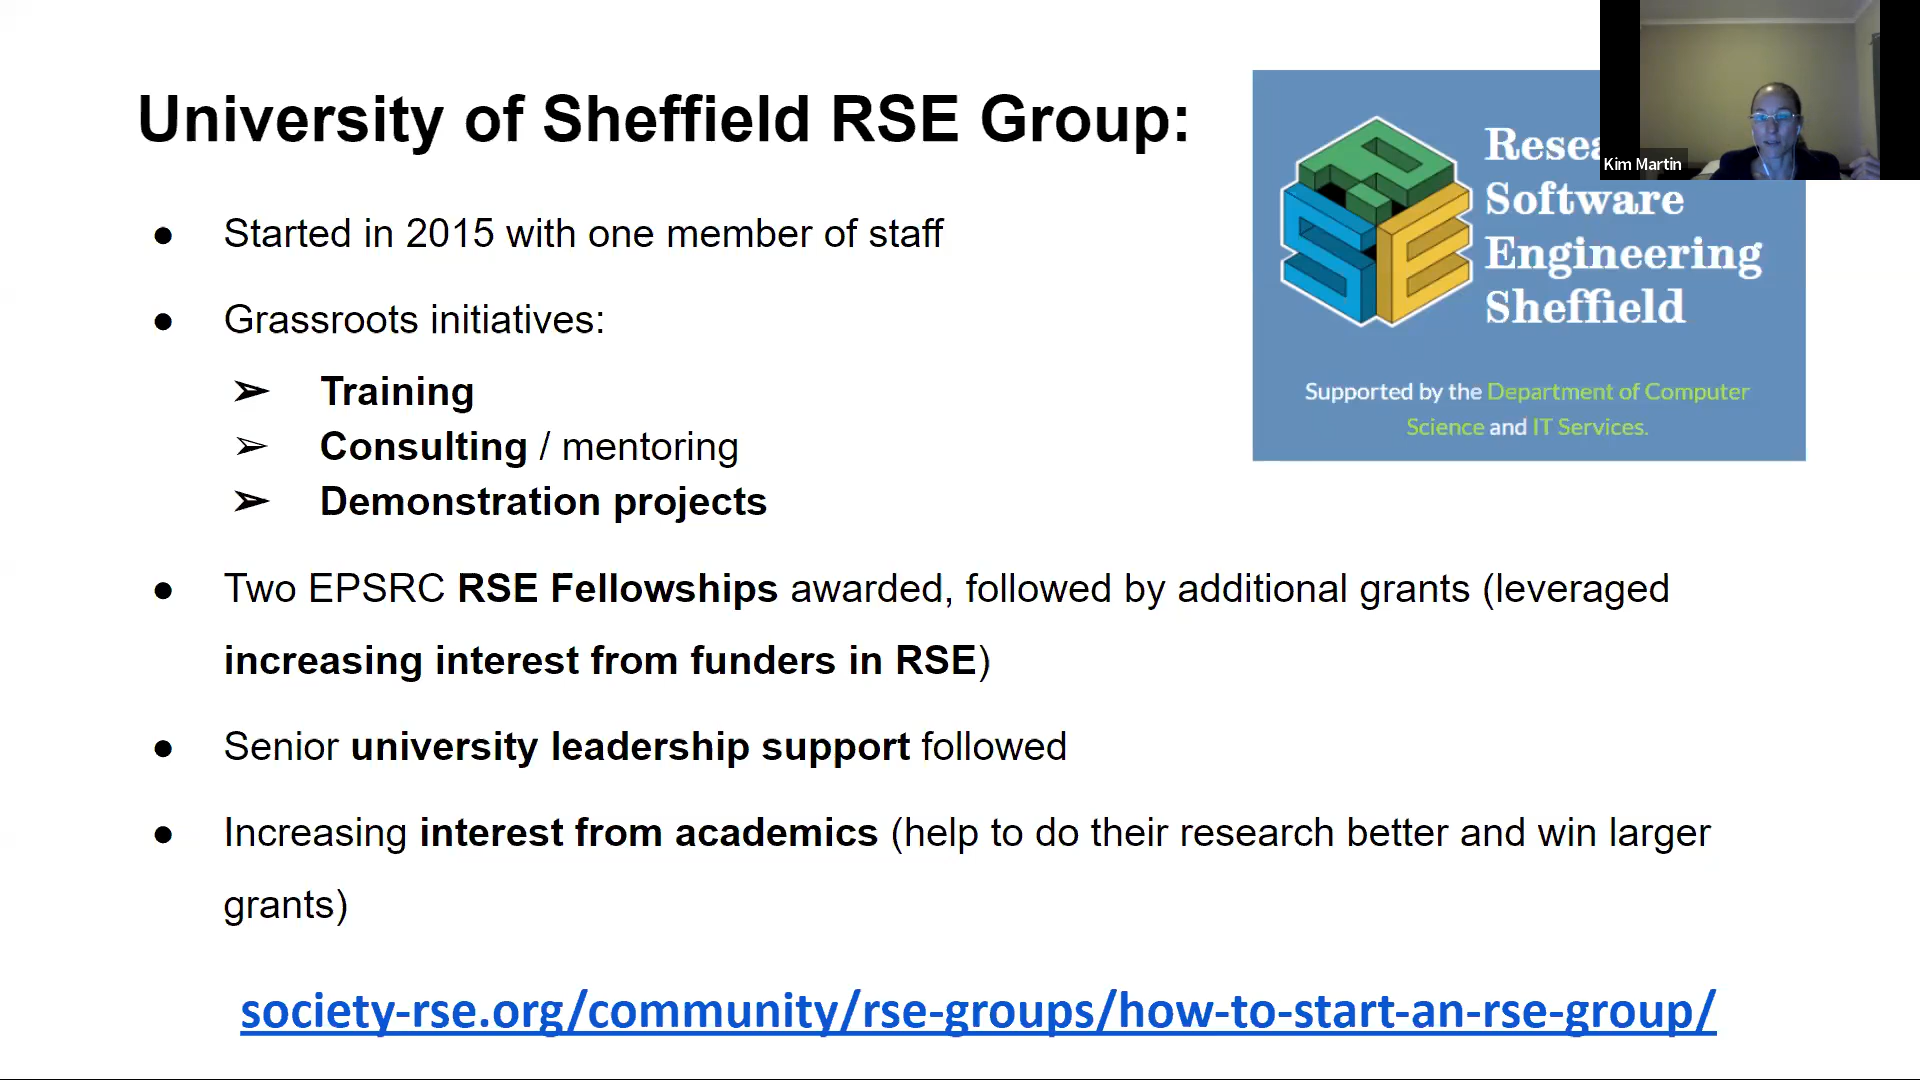 University of Sheffield RSE Group:
● Started in 2015 with one member of staff
● Grassroots initiatives:
➢ Training
➢ Consulting / mentoring
➢ Demonstration projects
● Two EPSRC RSE Fellowships awarded, followed by additional grants (leveraged
increasing interest from funders in RSE)
● Senior university leadership support followed
● Increasing interest from academics (help to do their research better and win larger
grants)
society-rse.org/community/rse-groups/how-to-start-an-rse-group/
RSE
Software
Engineering
Sheffield
Supported by the Department of Computer
Science and IT Services.
Kim Martin